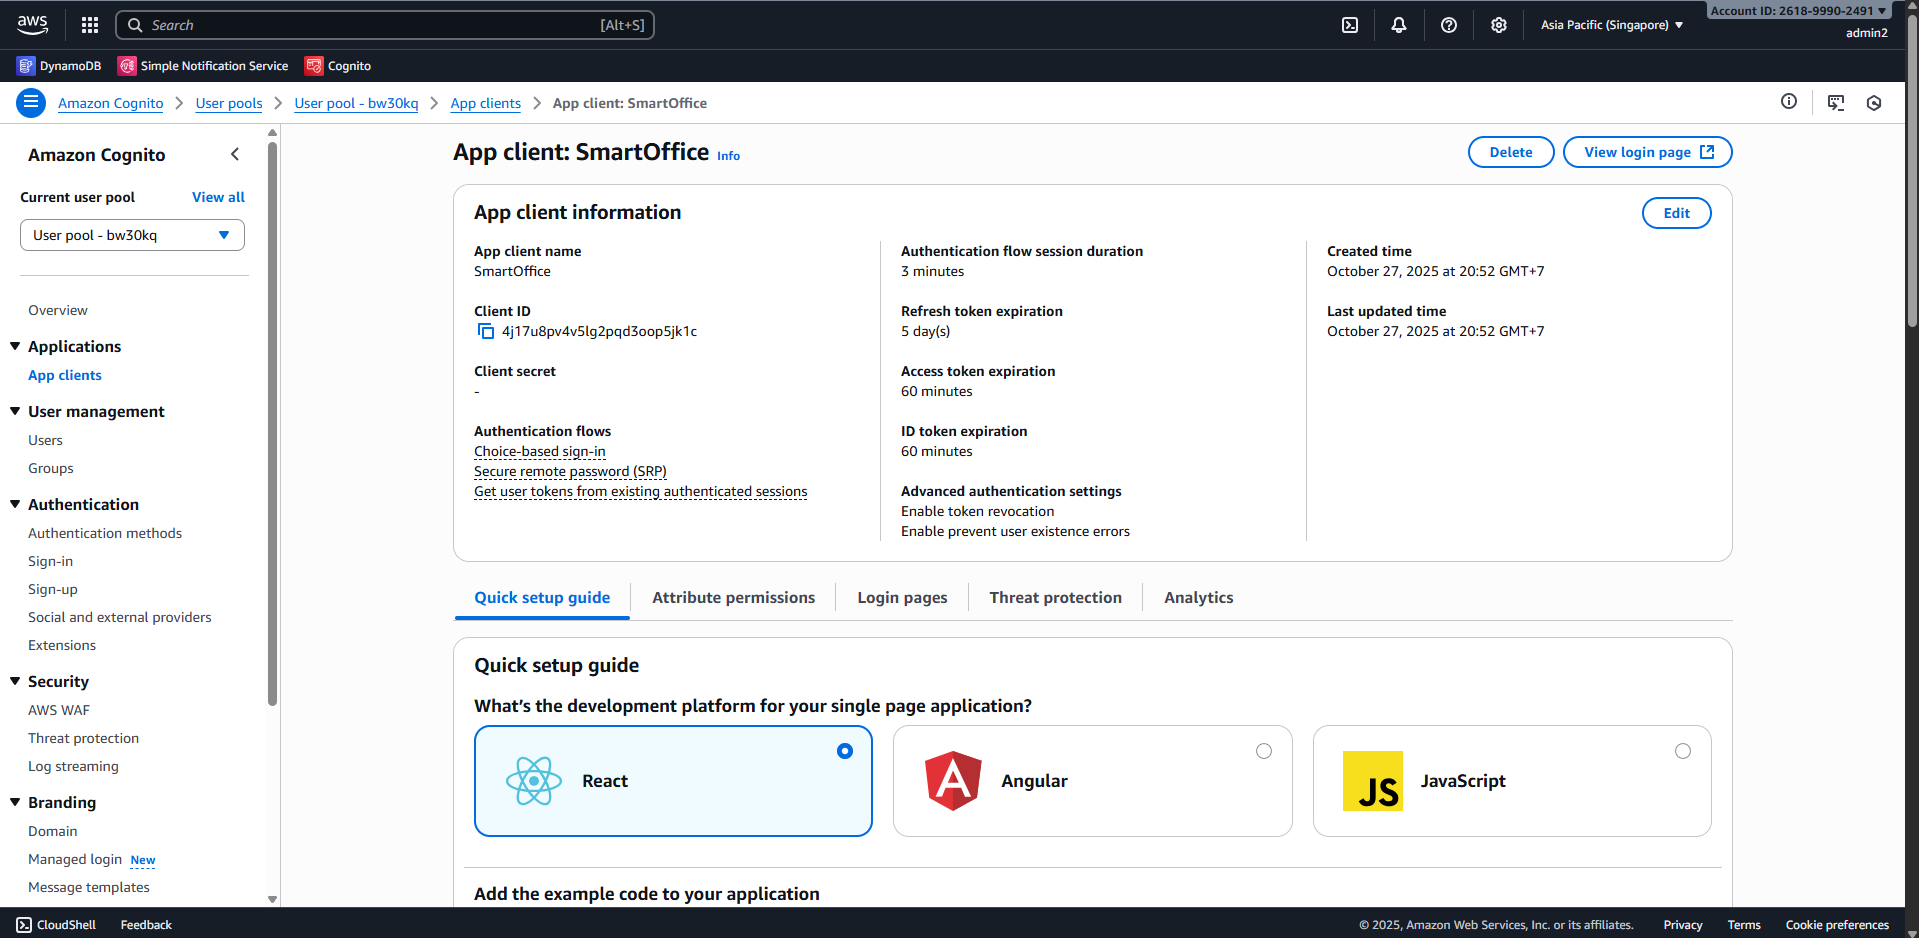 aws
Search
[Alt+S]
Asia Pacific (Singapore)
Account ID: 2618-9990-2491
admin2
DynamoDB
Simple Notification Service
Cognito
Amazon Cognito
User pools
User pool - bw30kq
App clients
App client: SmartOffice
Amazon Cognito
Current user pool
View all
User pool - bw30kq
Overview
Applications
App clients
User management
Users
Groups
Authentication
Authentication methods
Sign-in
Sign-up
Social and external providers
Extensions
Security
AWS WAF
Threat protection
Log streaming
Branding
Domain
Managed login New
Message templates
App client: SmartOffice Info
Delete
View login page
App client information
Edit
App client name
SmartOffice
Client ID
4j17u8pv4v5lg2pqd3oop5jk1c
Client secret
-
Authentication flows
Choice-based sign-in
Secure remote password (SRP)
Get user tokens from existing authenticated sessions
Authentication flow session duration
3 minutes
Refresh token expiration
5 day(s)
Access token expiration
60 minutes
ID token expiration
60 minutes
Advanced authentication settings
Enable token revocation
Enable prevent user existence errors
Created time
October 27, 2025 at 20:52 GMT+7
Last updated time
October 27, 2025 at 20:52 GMT+7
Quick setup guide
Attribute permissions
Login pages
Threat protection
Analytics
Quick setup guide
What's the development platform for your single page application?
React
Angular
JS
JavaScript
Add the example code to your application
CloudShell
Feedback
© 2025, Amazon Web Services, Inc. or its affiliates.
Privacy
Terms
Cookie preferences